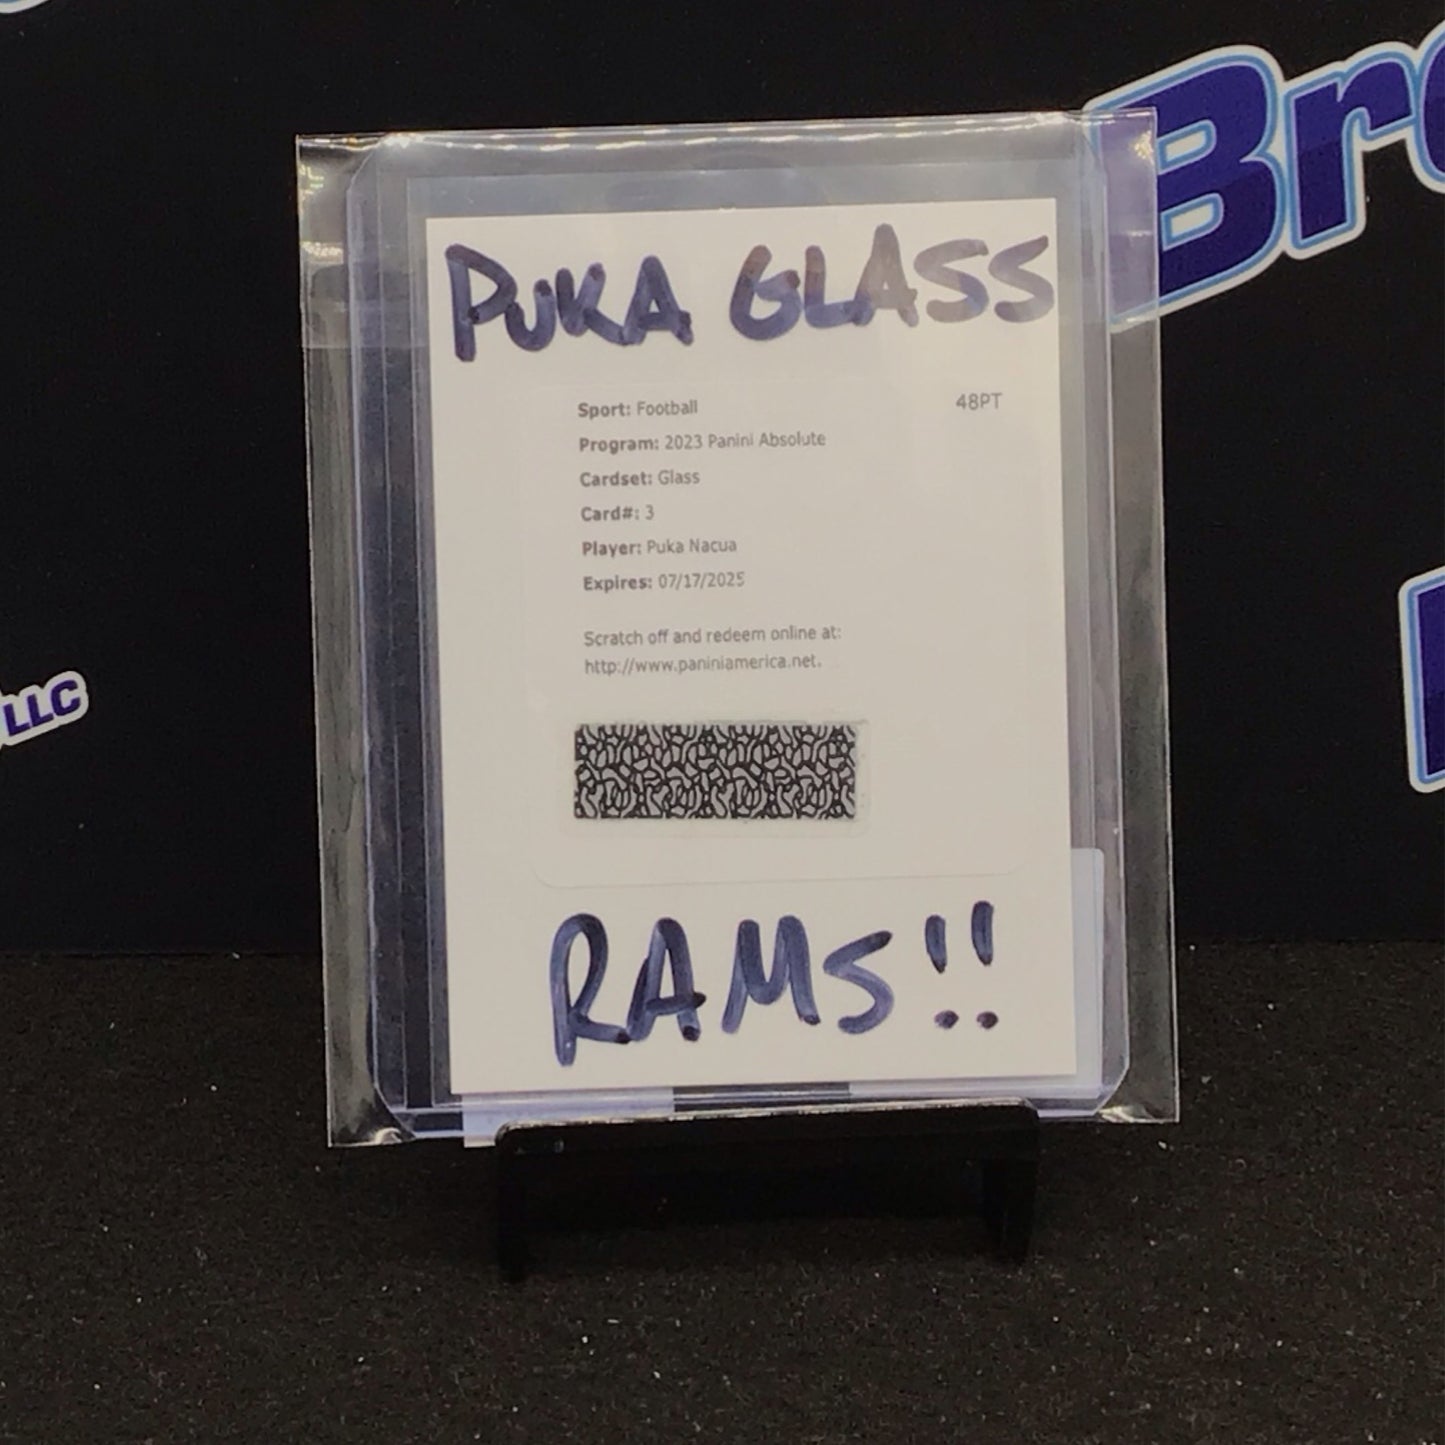 PUKA GLASS
Sport: Football
48PT
Program: 2023 Panini Absolute
Cardset: Glass
Card#: 3
Player: Puka Nacua
Expires: 07/17/2025
Scratch off and redeem online at:
http://www.paniniamerica.net.
RAMS!!
Br
LLC